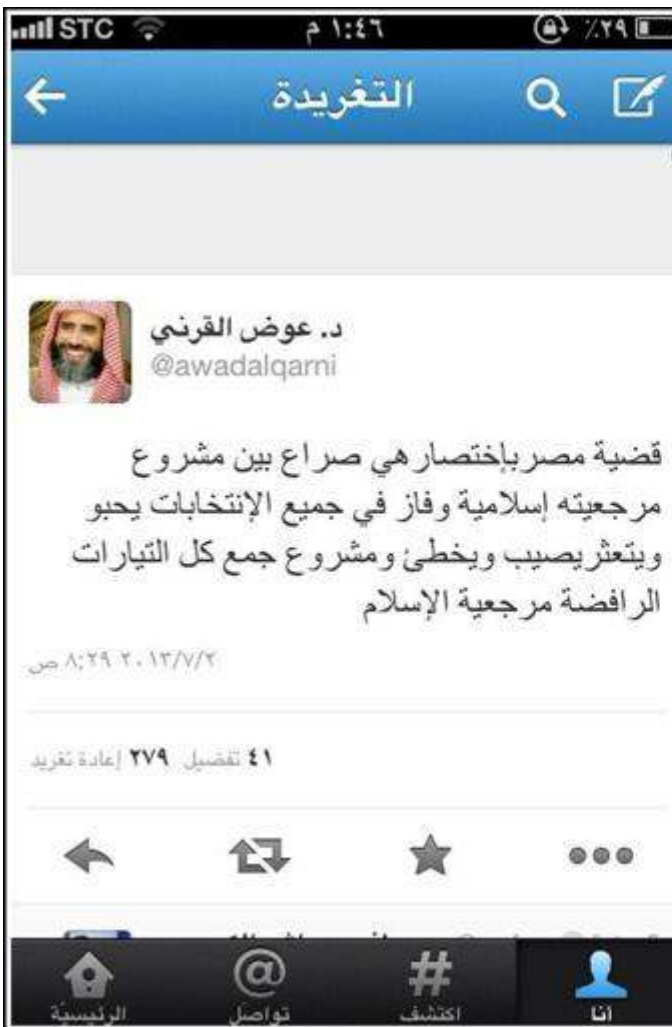 STC ١:٤٦ م ٪٢٩
التغريدة
د. عوض القرني
@awadalqarni
قضية مصر بإختصار هي صراع بين مشروع
مرجعيته إسلامية وفاز في جميع الإنتخابات يحبو
ويتعثر يصيب ويخطئ ومشروع جمع كل التيارات
الرافضة مرجعية الإسلام
٢٠١٣/٧/٢ ٨:٢٩ ص
٤١ تفضيل ٢٧٩ إعادة تغريد
أنا اكتشف تواصل الرئيسيّة